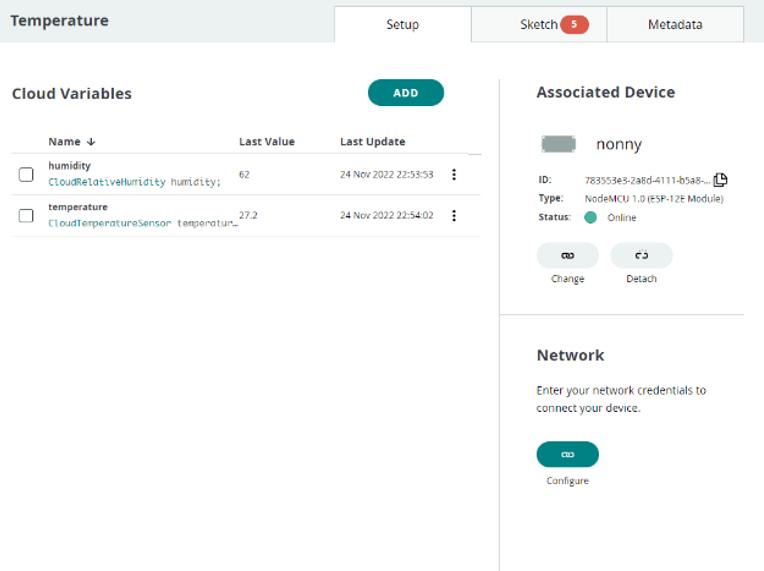 Temperature
Setup
Sketch 5
Metadata
Cloud Variables
ADD
Name Last Value Last Update
humidity
CloudRelativeHumidity humidity;
62
24 Nov 2022 22:53:53
temperature
CloudTemperatureSensor temperatur...
27.2
24 Nov 2022 22:54:02
Associated Device
nonny
ID: 783553e3-2a8d-4111-b5a8-...
Type: NodeMCU 1.0 (ESP-12E Module)
Status: Online
Change
Detach
Network
Enter your network credentials to
connect your device.
Configure